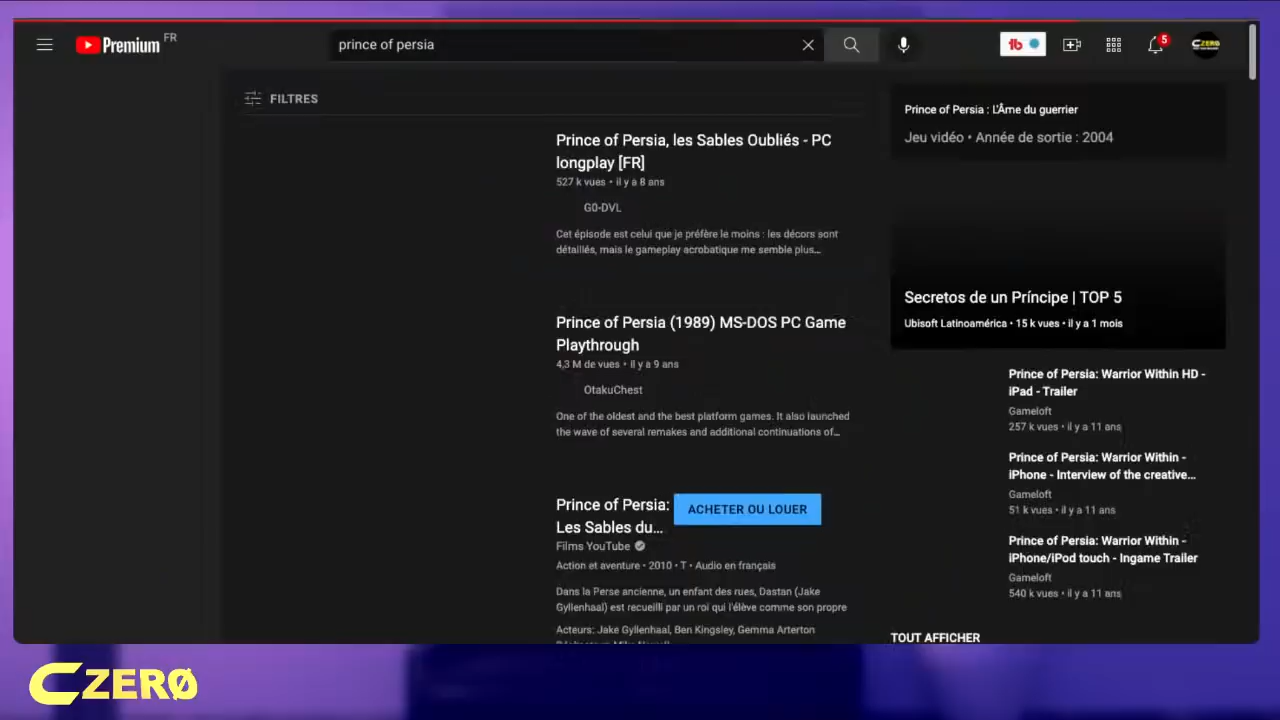 Premium FR
prince of persia
tb
5
CZERØ
FILTRES
Prince of Persia, les Sables Oubliés - PC
longplay [FR]
527 k vues • il y a 8 ans
G0-DVL
Cet épisode est celui que je préfère le moins : les décors sont
détaillés, mais le gameplay acrobatique me semble plus...
Prince of Persia (1989) MS-DOS PC Game
Playthrough
4,3 M de vues • il y a 9 ans
OtakuChest
One of the oldest and the best platform games. It also launched
the wave of several remakes and additional continuations of...
Prince of Persia:
Les Sables du...
ACHETER OU LOUER
Films YouTube
Action et aventure • 2010 • T • Audio en français
Dans la Perse ancienne, un enfant des rues, Dastan (Jake
Gyllenhaal) est recueilli par un roi qui l'élève comme son propre
Acteurs: Jake Gyllenhaal, Ben Kingsley, Gemma Arterton
Prince of Persia : L'Âme du guerrier
Jeu vidéo • Année de sortie : 2004
Secretos de un Príncipe | TOP 5
Ubisoft Latinoamérica • 15 k vues • il y a 1 mois
Prince of Persia: Warrior Within HD -
iPad - Trailer
Gameloft
257 k vues • il y a 11 ans
Prince of Persia: Warrior Within -
iPhone - Interview of the creative...
Gameloft
51 k vues • il y a 11 ans
Prince of Persia: Warrior Within -
iPhone/iPod touch - Ingame Trailer
Gameloft
540 k vues • il y a 11 ans
TOUT AFFICHER
CZERØ